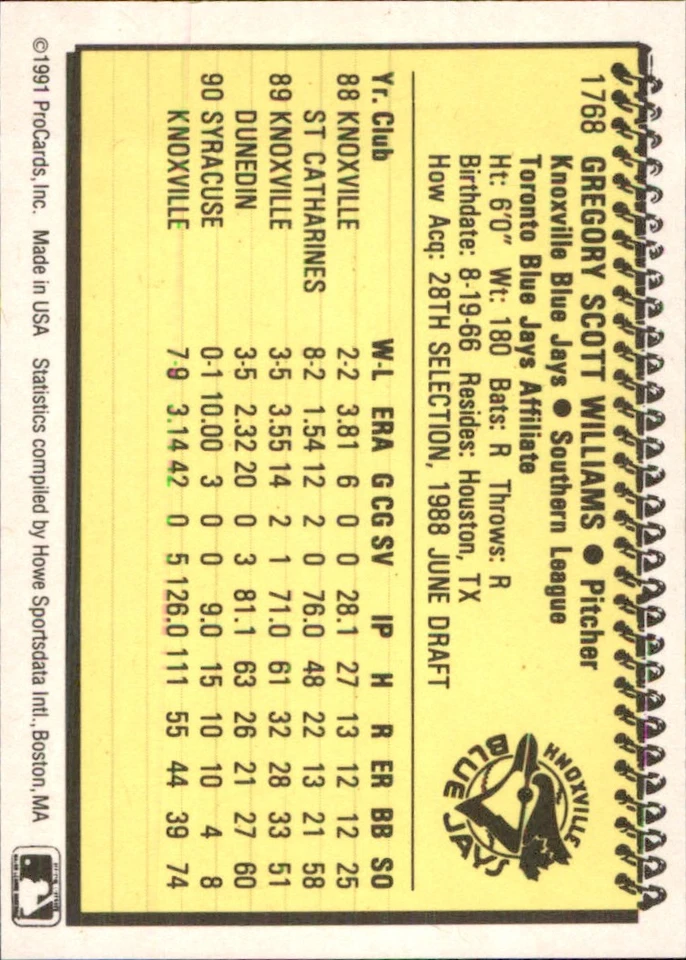 1768 GREGORY SCOTT WILLIAMS ● Pitcher
Knoxville Blue Jays ● Southern League
Toronto Blue Jays Affiliate
Ht: 6'0" Wt: 180 Bats: R Throws: R
Birthdate: 8-19-66 Resides: Houston, TX
How Acq: 28TH SELECTION, 1988 JUNE DRAFT
KNOXVILLE
BLUE JAYS
Yr. Club W-L ERA G CG SV IP H R ER BB SO
88 KNOXVILLE 2-2 3.81 6 0 0 28.1 27 13 12 12 25
ST CATHARINES 8-2 1.54 12 2 0 76.0 48 22 13 21 58
89 KNOXVILLE 3-5 3.55 14 2 1 71.0 61 32 28 33 51
DUNEDIN 3-5 2.32 20 0 3 81.1 63 26 21 27 60
90 SYRACUSE 0-1 10.00 3 0 0 9.0 15 10 10 4 8
KNOXVILLE 7-9 3.14 42 0 5 126.0 111 55 44 39 74
©1991 ProCards, Inc. Made in USA Statistics compiled by Howe Sportsdata Intl., Boston, MA